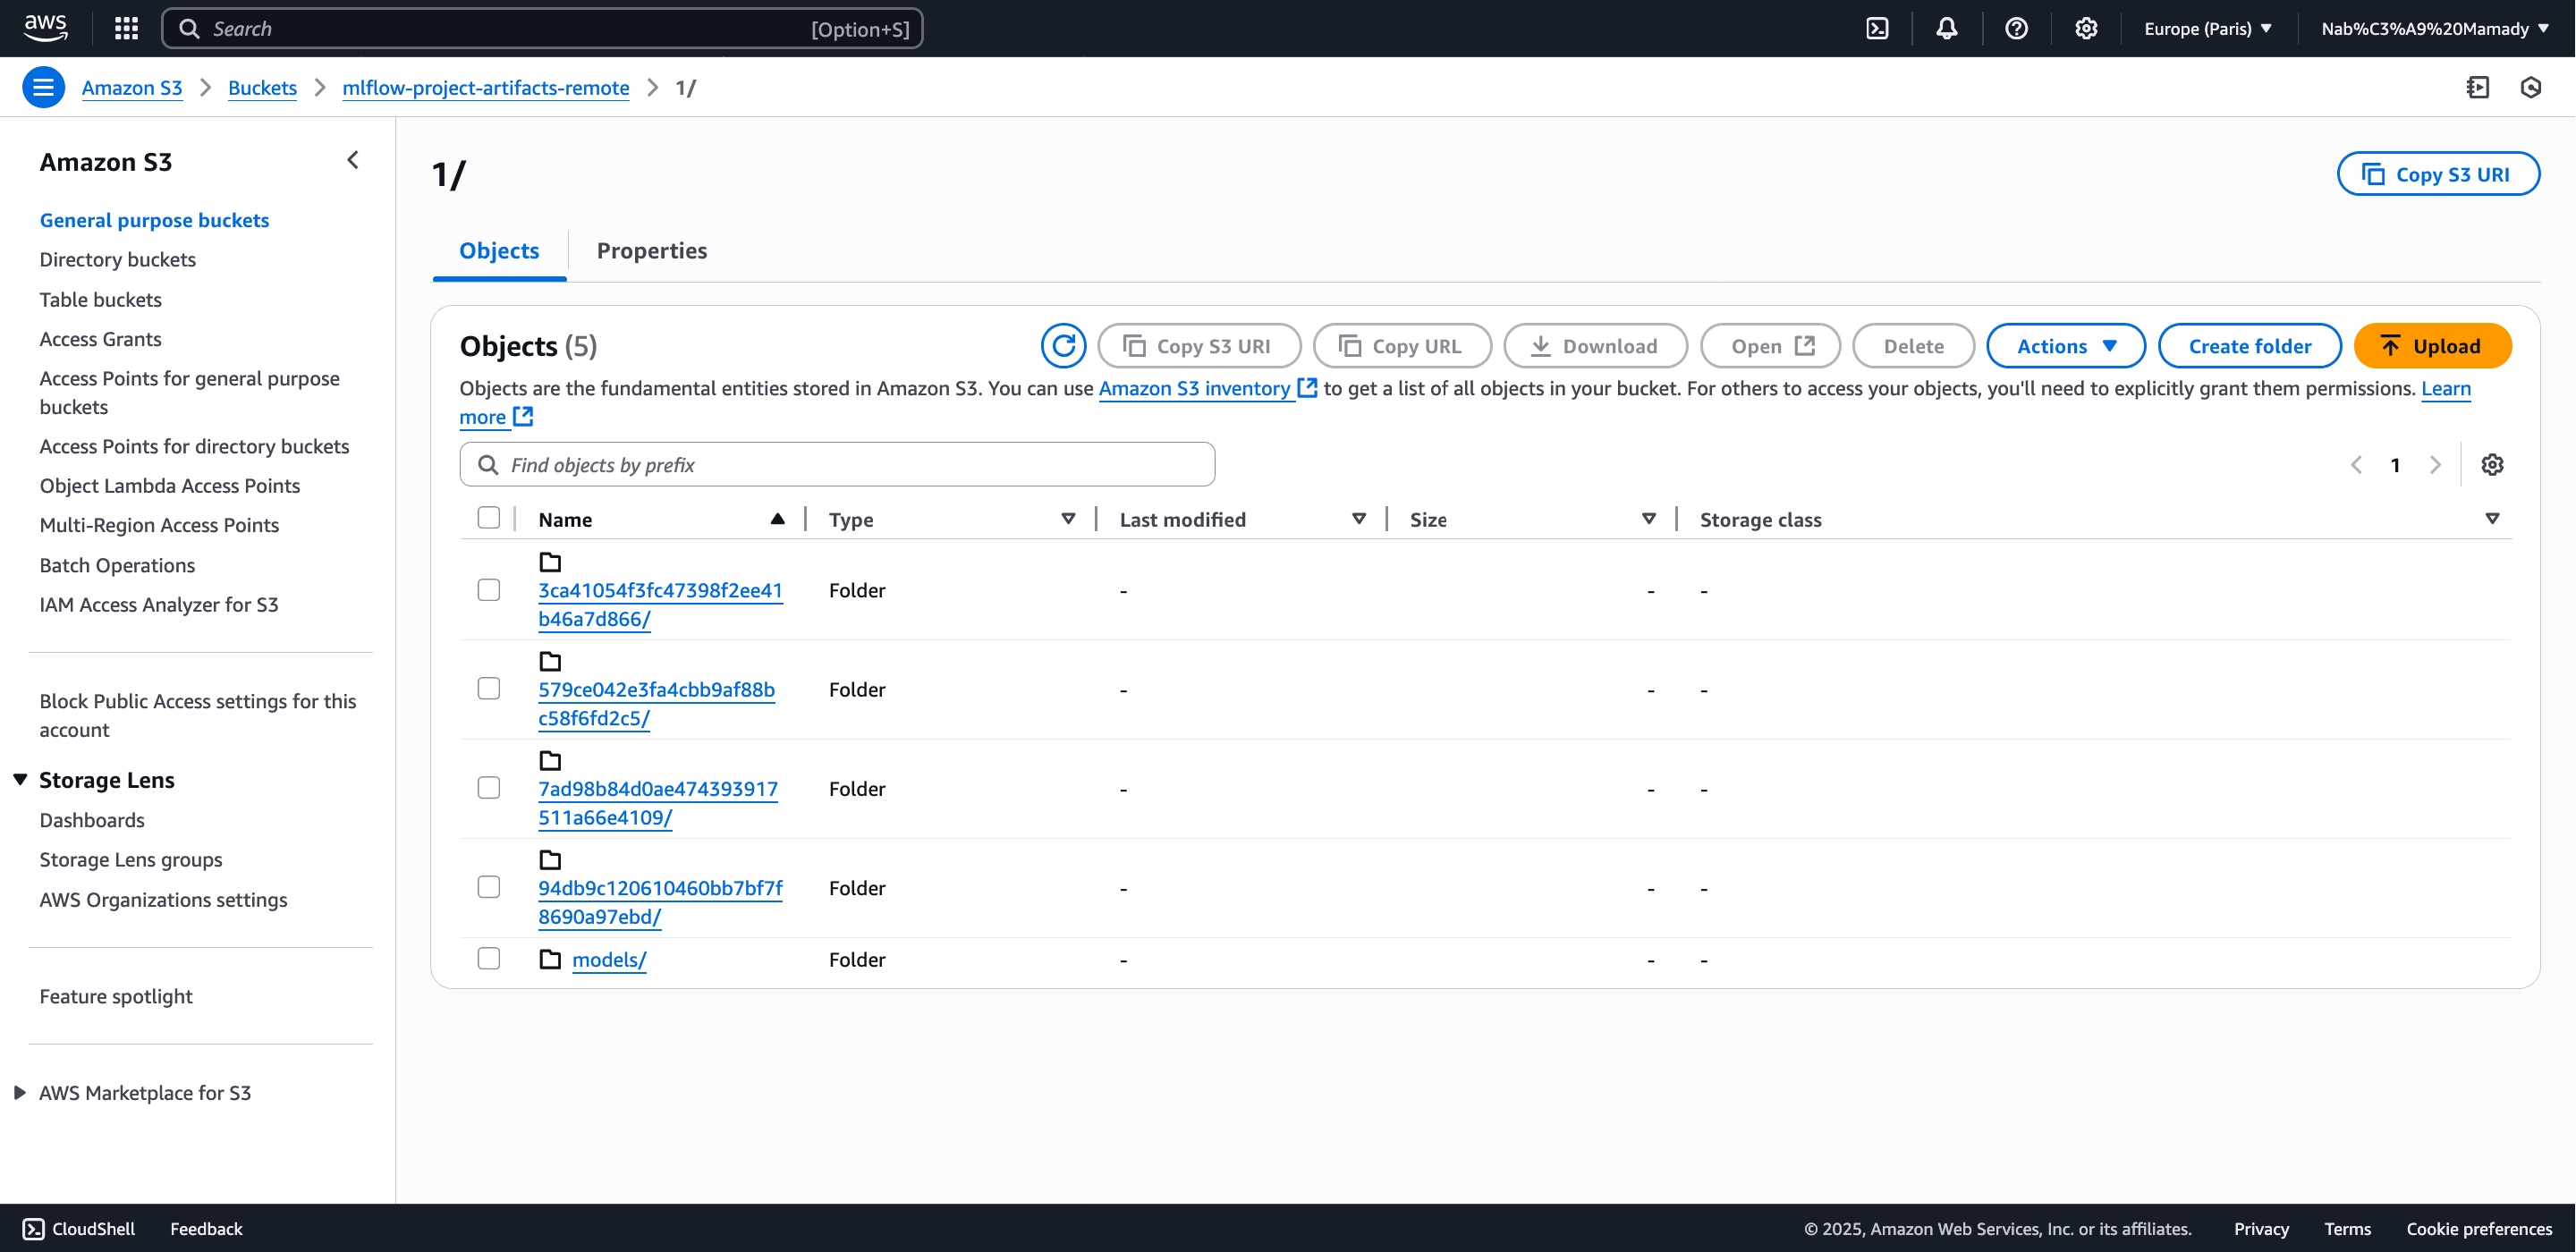 aws
Search
[Option+S]
Europe (Paris)
Nab%C3%A9%20Mamady
Amazon S3
Buckets
mlflow-project-artifacts-remote
1/
Amazon S3
General purpose buckets
Directory buckets
Table buckets
Access Grants
Access Points for general purpose
buckets
Access Points for directory buckets
Object Lambda Access Points
Multi-Region Access Points
Batch Operations
IAM Access Analyzer for S3
Block Public Access settings for this
account
Storage Lens
Dashboards
Storage Lens groups
AWS Organizations settings
Feature spotlight
AWS Marketplace for S3
1/
Copy S3 URI
Objects
Properties
Objects (5)
Copy S3 URI
Copy URL
Download
Open
Delete
Actions
Create folder
Upload
Objects are the fundamental entities stored in Amazon S3. You can use Amazon S3 inventory to get a list of all objects in your bucket. For others to access your objects, you'll need to explicitly grant them permissions. Learn
more
Find objects by prefix
1
Name
Type
Last modified
Size
Storage class
3ca41054f3fc47398f2ee41
b46a7d866/
Folder
-
-
-
579ce042e3fa4cbb9af88b
c58f6fd2c5/
Folder
-
-
-
7ad98b84d0ae474393917
511a66e4109/
Folder
-
-
-
94db9c120610460bb7bf7f
8690a97ebd/
Folder
-
-
-
models/
Folder
-
-
-
CloudShell
Feedback
© 2025, Amazon Web Services, Inc. or its affiliates.
Privacy
Terms
Cookie preferences